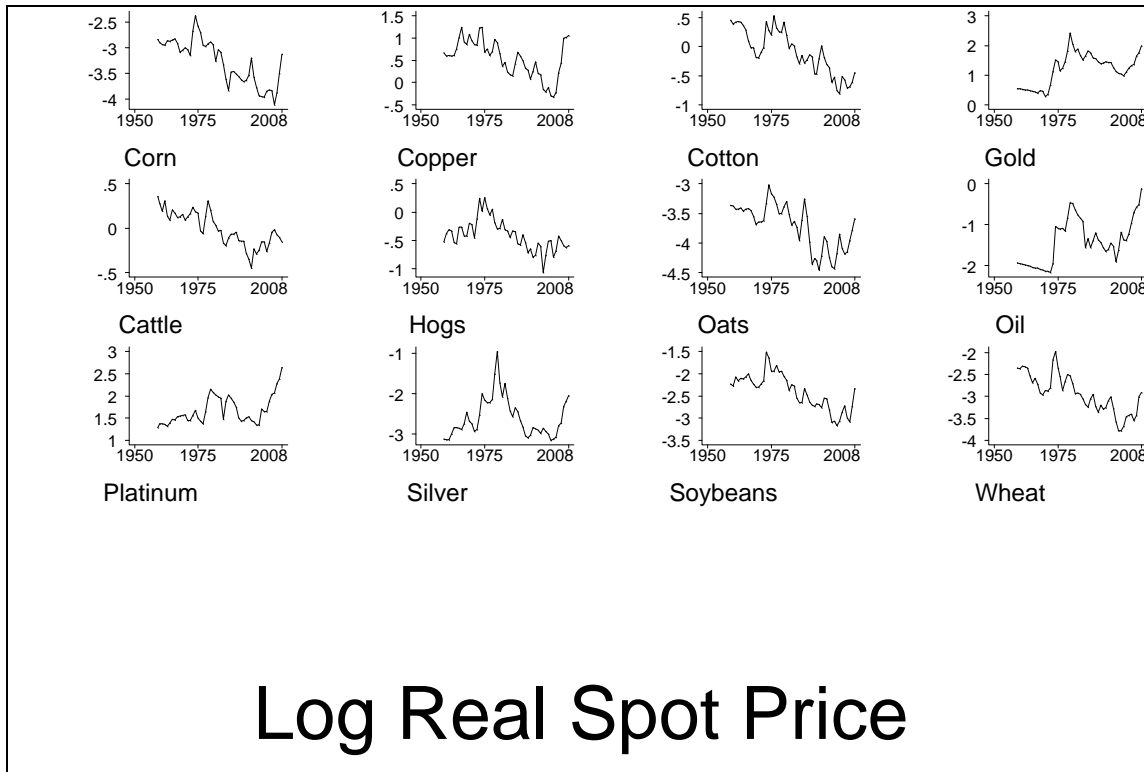 -2.5 1.5 .5 3
-3 1 0 2
-3.5 .5 -.5 1
-4 0 -1 0
-.5
1950 1975 2008 1950 1975 2008 1950 1975 2008 1950 1975 2008
Corn Copper Cotton Gold
.5 .5 -3 0
0 0 -3.5 -1
-.5 -.5 -4 -2
-1 -4.5
1950 1975 2008 1950 1975 2008 1950 1975 2008 1950 1975 2008
Cattle Hogs Oats Oil
3 -1 -1.5 -2
2.5 -2 -2 -2.5
2 -3 -2.5 -3
1.5 -3 -3.5
1 -3.5 -4
1950 1975 2008 1950 1975 2008 1950 1975 2008 1950 1975 2008
Platinum Silver Soybeans Wheat
Log Real Spot Price